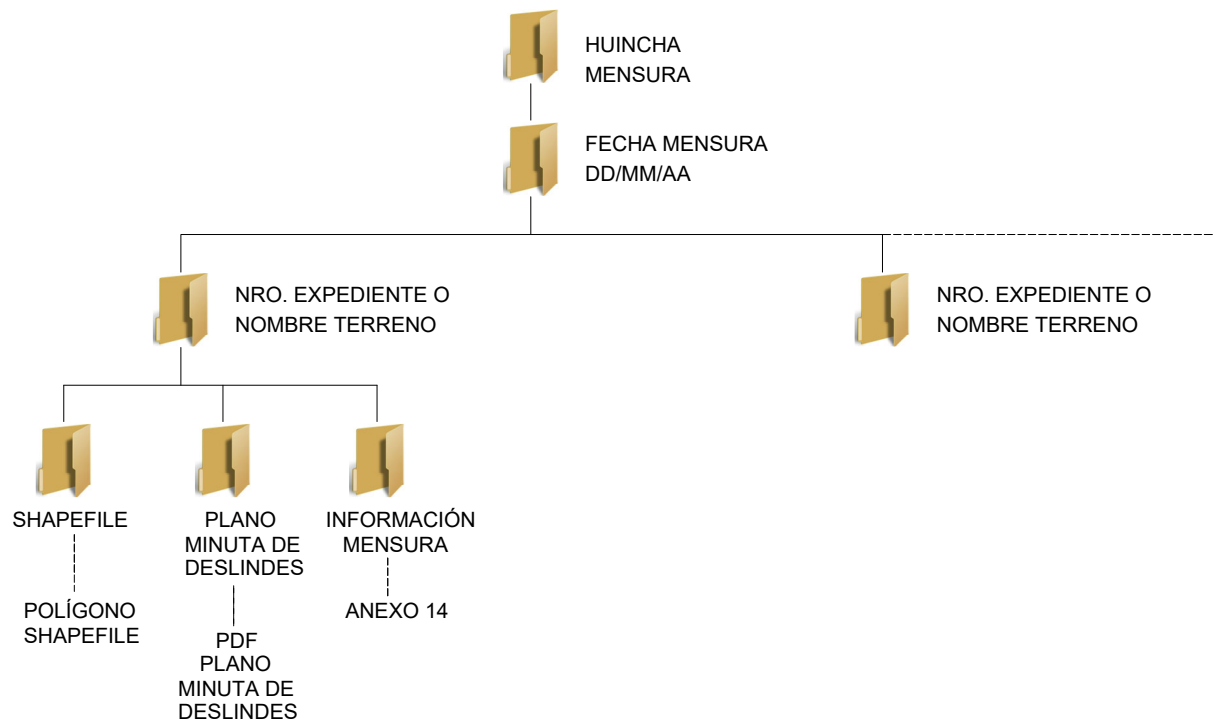 HUINCHA
MENSURA
FECHA MENSURA
DD/MM/AA
NRO. EXPEDIENTE O
NOMBRE TERRENO
NRO. EXPEDIENTE O
NOMBRE TERRENO
SHAPEFILE
POLÍGONO
SHAPEFILE
PLANO
MINUTA DE
DESLINDES
PDF
PLANO
MINUTA DE
DESLINDES
INFORMACIÓN
MENSURA
ANEXO 14